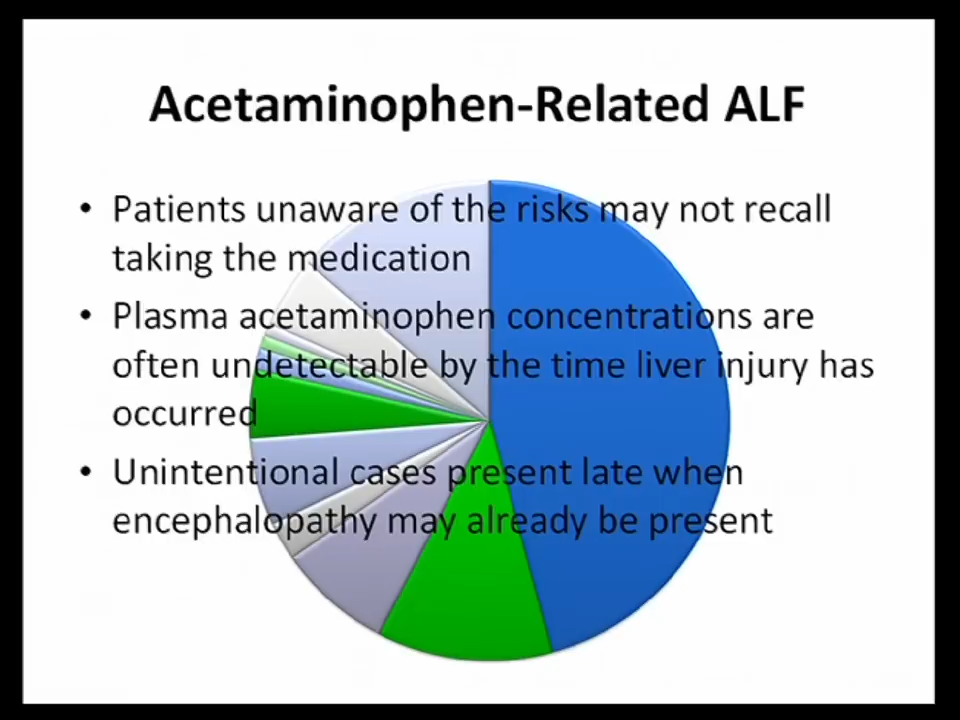 Acetaminophen-Related ALF
• Patients unaware of the risks may not recall
taking the medication
• Plasma acetaminophen concentrations are
often undetectable by the time liver injury has
occurred
• Unintentional cases present late when
encephalopathy may already be present